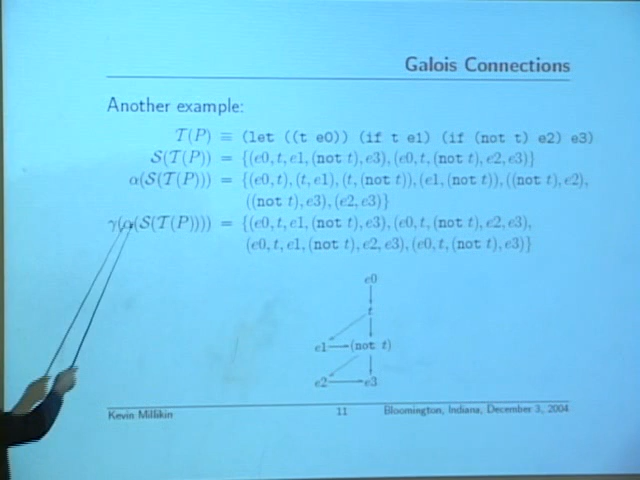 Galois Connections
Another example:
T(P) ≡ (let ((t e0)) (if t e1) (if (not t) e2) e3)
S(T(P)) = {(e0, t, e1, (not t), e3), (e0, t, (not t), e2, e3)}
α(S(T(P))) = {(e0, t), (t, e1), (t, (not t)), (e1, (not t)), ((not t), e2),
((not t), e3), (e2, e3)}
γ(α(S(T(P)))) = {(e0, t, e1, (not t), e3), (e0, t, (not t), e2, e3),
(e0, t, e1, (not t), e2, e3), (e0, t, (not t), e3)}
e0
t
e1 (not t)
e2 e3
Kevin Millikin 11 Bloomington, Indiana, December 3, 2004